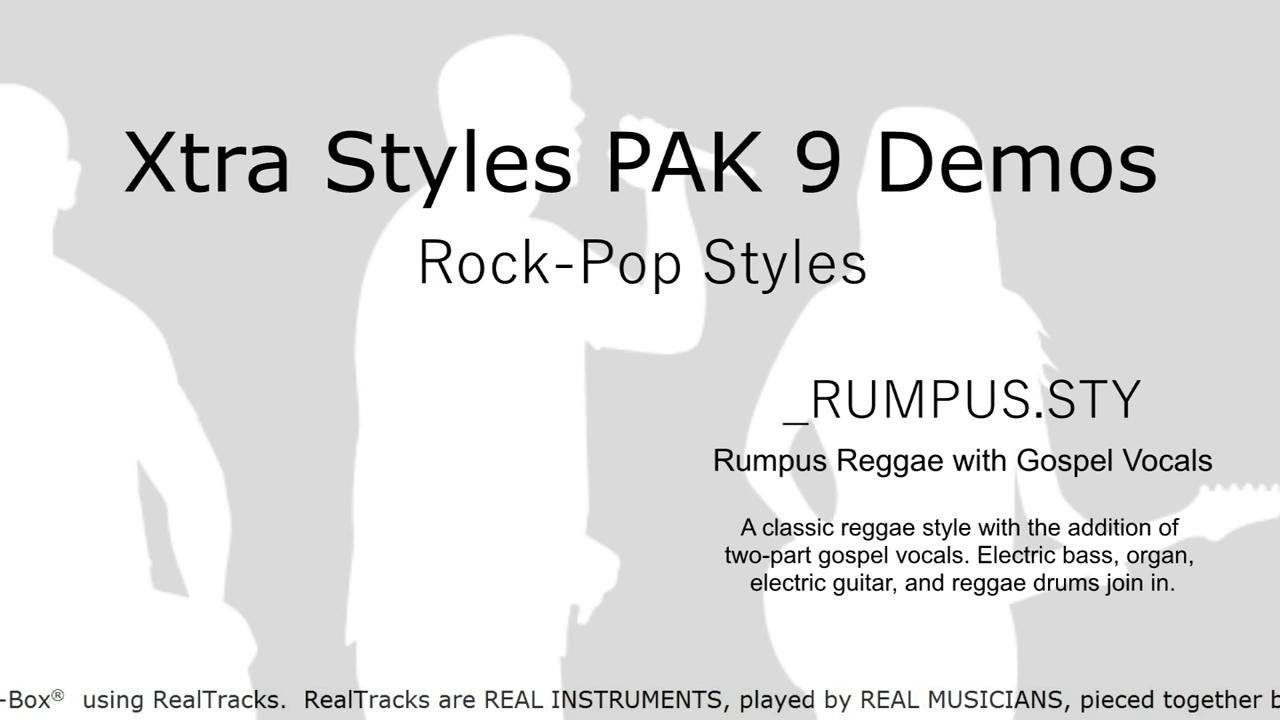 Xtra Styles PAK 9 Demos
Rock-Pop Styles
_RUMPUS.STY
Rumpus Reggae with Gospel Vocals
A classic reggae style with the addition of
two-part gospel vocals. Electric bass, organ,
electric guitar, and reggae drums join in.
-Box® using RealTracks. RealTracks are REAL INSTRUMENTS, played by REAL MUSICIANS, pieced together